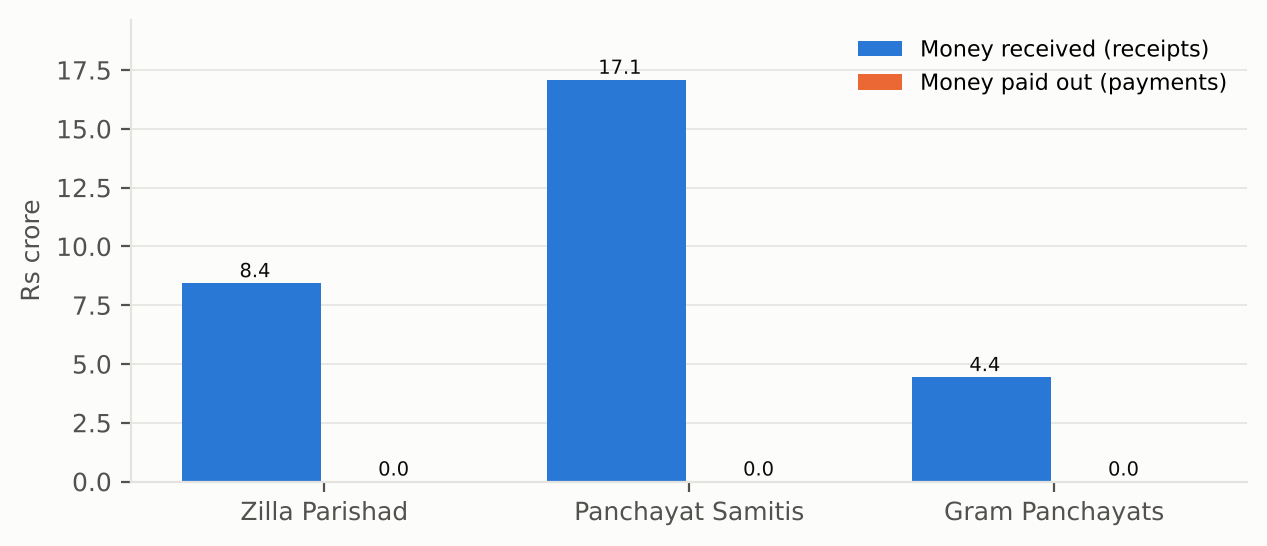 Money received (receipts)
Money paid out (payments)
Rs crore
17.5
15.0
12.5
10.0
7.5
5.0
2.5
0.0
8.4
0.0
17.1
0.0
4.4
0.0
Zilla Parishad
Panchayat Samitis
Gram Panchayats